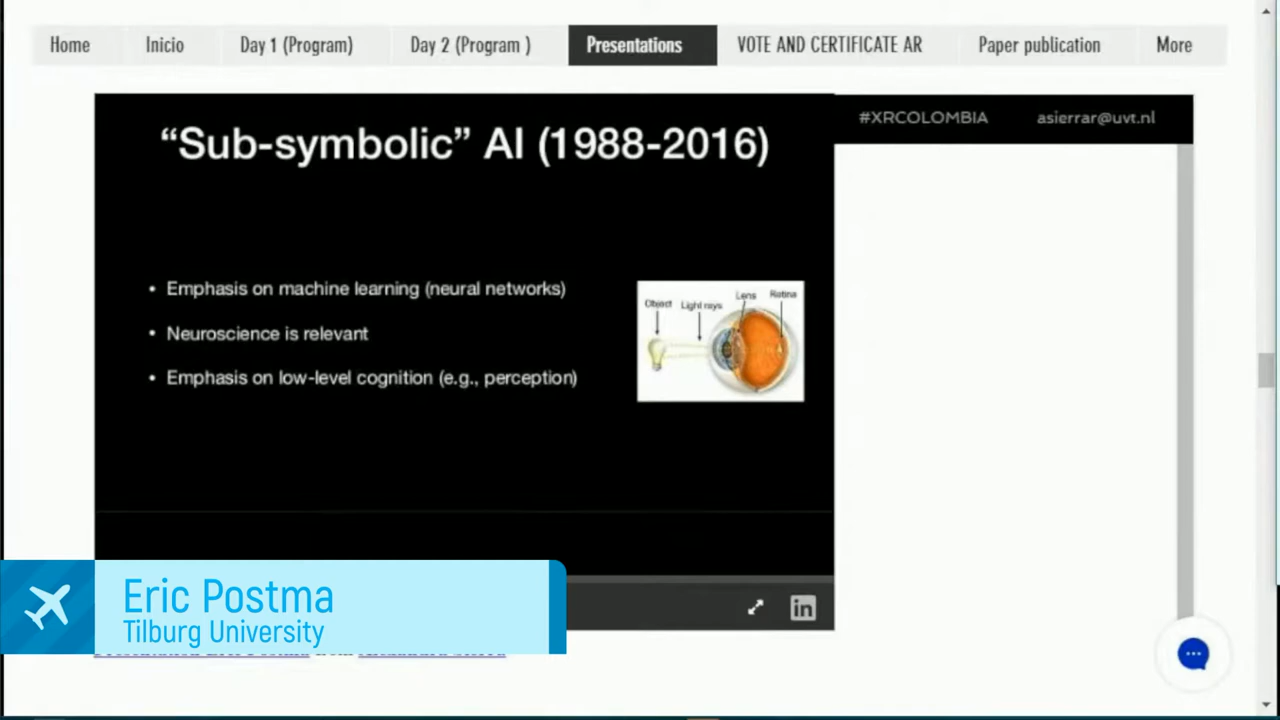 Home Inicio Day 1 (Program) Day 2 (Program ) Presentations VOTE AND CERTIFICATE AR Paper publication More
#XRCOLOMBIA asierrar@uvt.nl
“Sub-symbolic” AI (1988-2016)
• Emphasis on machine learning (neural networks)
• Neuroscience is relevant
• Emphasis on low-level cognition (e.g., perception)
Object Light rays Lens Retina
in
Eric Postma
Tilburg University